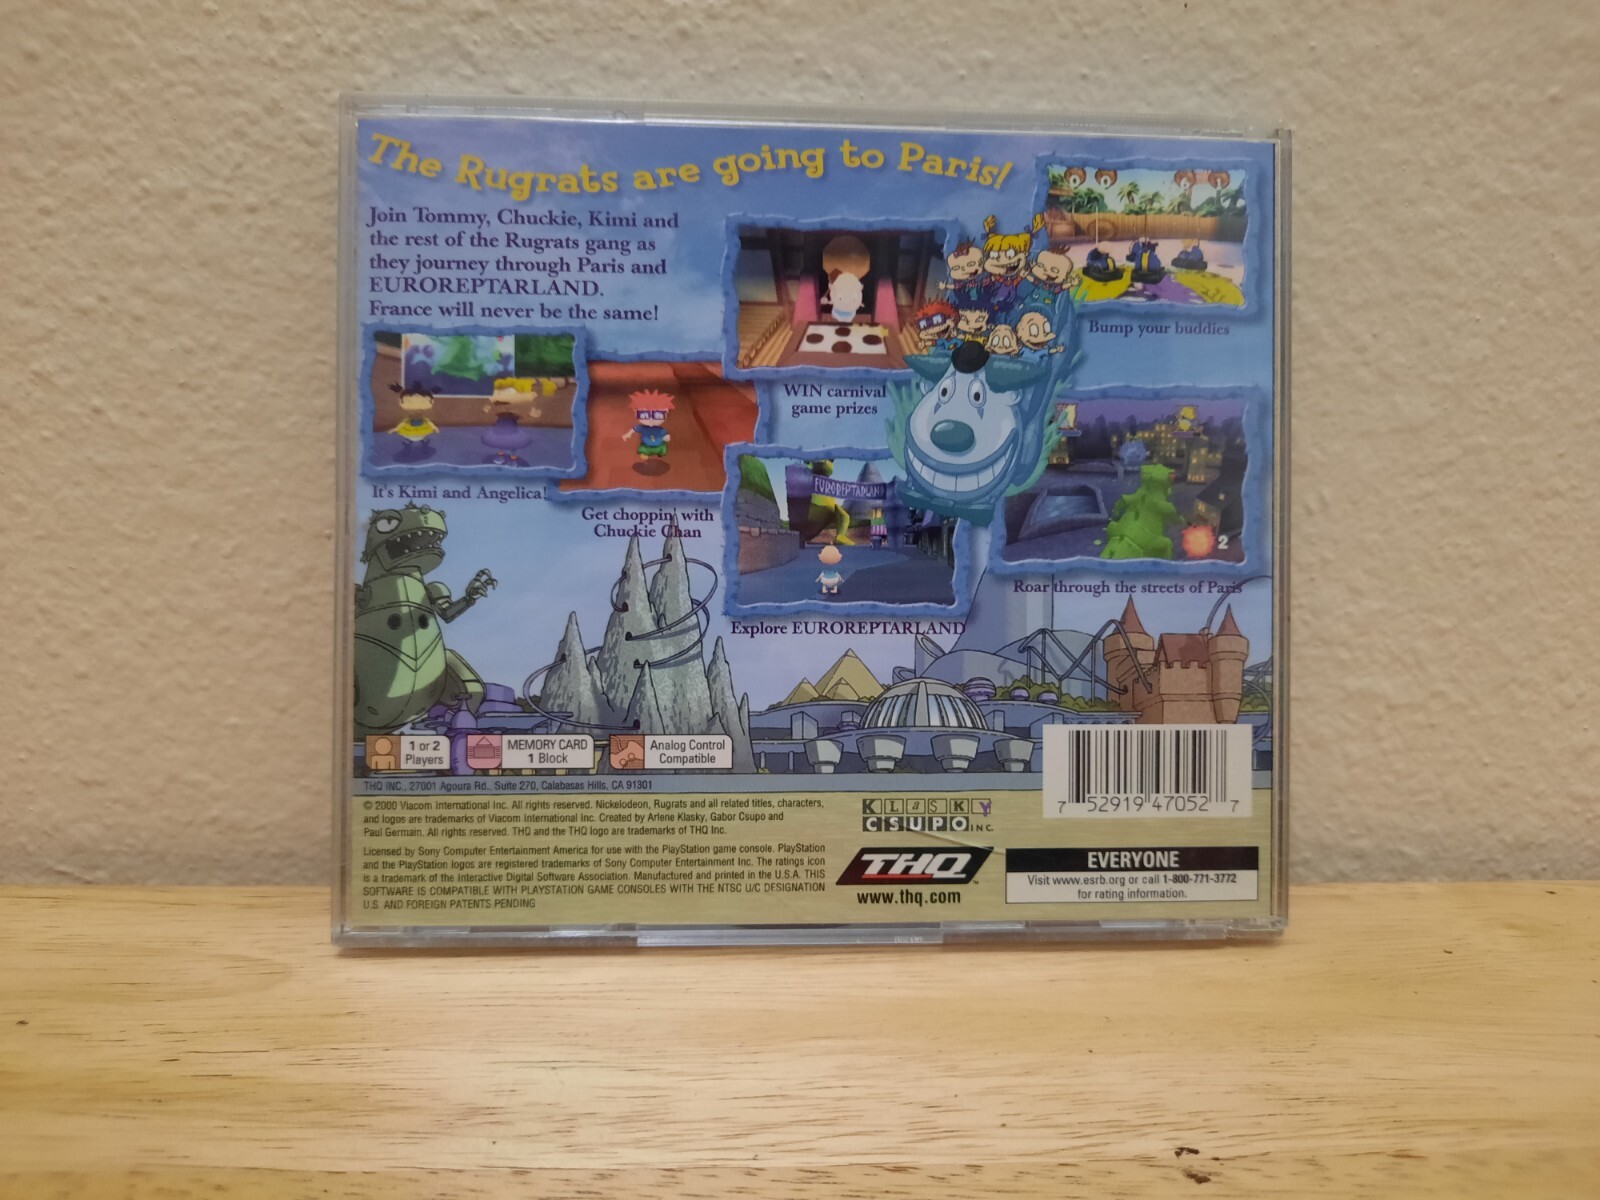 The Rugrats are going to Paris!
Join Tommy, Chuckie, Kimi and
the rest of the Rugrats gang as
they journey through Paris and
EUROREPTARLAND.
France will never be the same!
Bump your buddies
WIN carnival
game prizes
It's Kimi and Angelica!
Get choppin' with
Chuckie Chan
EUROREPTARLAND
2
Roar through the streets of Paris
Explore EUROREPTARLAND
1 or 2
Players
MEMORY CARD
1 Block
Analog Control
Compatible
THQ INC., 27001 Agoura Rd., Suite 270, Calabasas Hills, CA 91301
© 2000 Viacom International Inc. All rights reserved. Nickelodeon, Rugrats and all related titles, characters,
and logos are trademarks of Viacom International Inc. Created by Arlene Klasky, Gabor Csupo and
Paul Germain. All rights reserved. THQ and the THQ logo are trademarks of THQ Inc.
Licensed by Sony Computer Entertainment America for use with the PlayStation game console. PlayStation
and the PlayStation logos are registered trademarks of Sony Computer Entertainment Inc. The ratings icon
is a trademark of the Interactive Digital Software Association. Manufactured and printed in the U.S.A. THIS
SOFTWARE IS COMPATIBLE WITH PLAYSTATION GAME CONSOLES WITH THE NTSC U/C DESIGNATION
U.S. AND FOREIGN PATENTS PENDING
KLASKY
CSUPO INC.
THQ
www.thq.com
7 52919 47052 7
EVERYONE
Visit www.esrb.org or call 1-800-771-3772
for rating information.